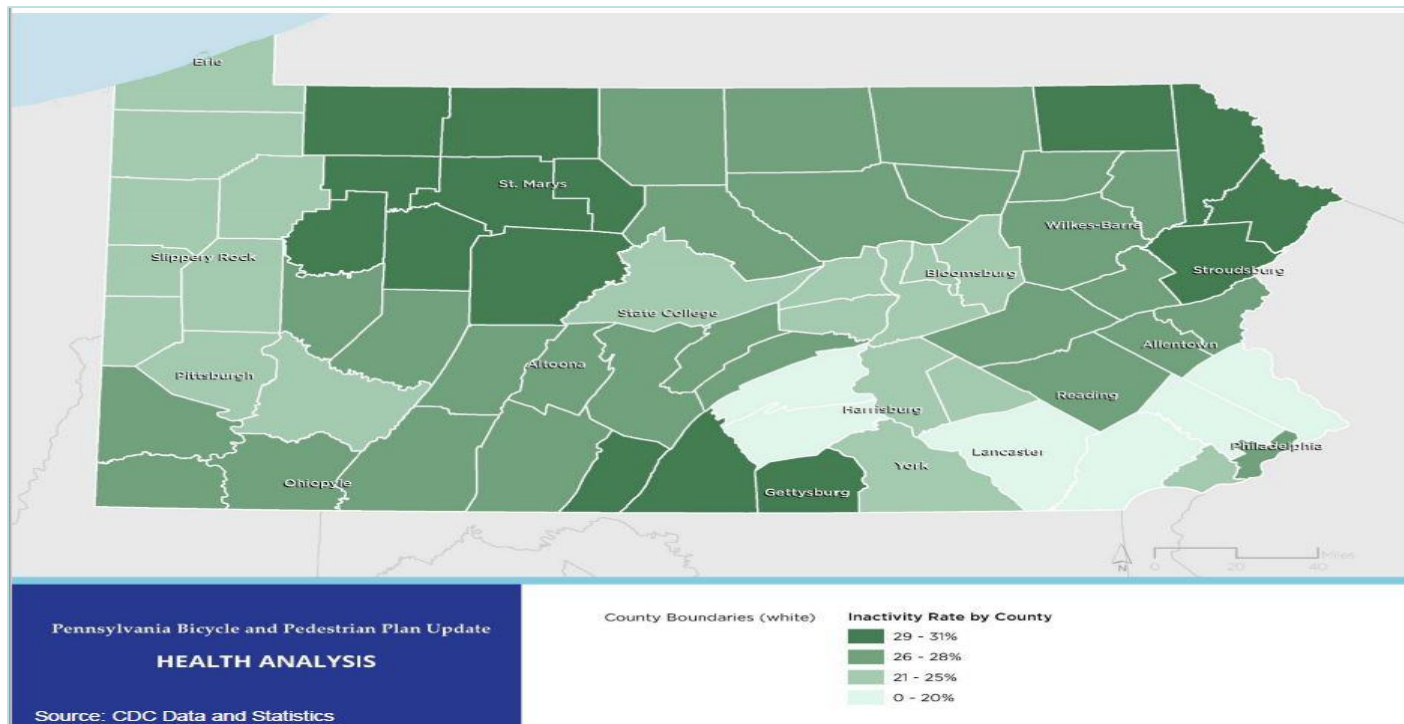 Erie
St. Marys
Wilkes-Barre
Slippery Rock
Bloomsburg
Stroudsburg
State College
Pittsburgh
Altoona
Allentown
Reading
Harrisburg
Philadelphia
Lancaster
York
Ohiopyle
Gettysburg
Miles
N
0 20 40
Pennsylvania Bicycle and Pedestrian Plan Update
HEALTH ANALYSIS
Source: CDC Data and Statistics
County Boundaries (white)
Inactivity Rate by County
29 - 31%
26 - 28%
21 - 25%
0 - 20%